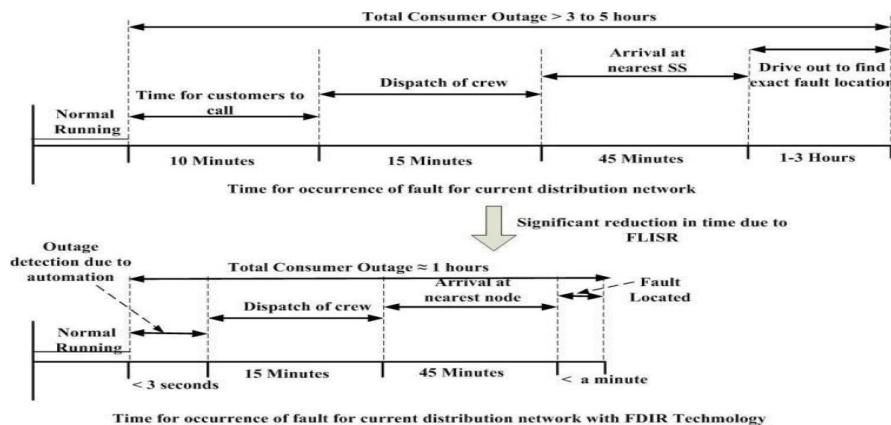 Total Consumer Outage > 3 to 5 hours
Arrival at
nearest SS
Drive out to find
exact fault location
Dispatch of crew
Time for customers to
call
Normal
Running
10 Minutes
15 Minutes
45 Minutes
1-3 Hours
Time for occurrence of fault for current distribution network
Significant reduction in time due to
FLISR
Outage
detection due to
automation
Total Consumer Outage ≈ 1 hours
Arrival at
nearest node
Fault
Located
Dispatch of crew
Normal
Running
< 3 seconds
15 Minutes
45 Minutes
< a minute
Time for occurrence of fault for current distribution network with FDIR Technology